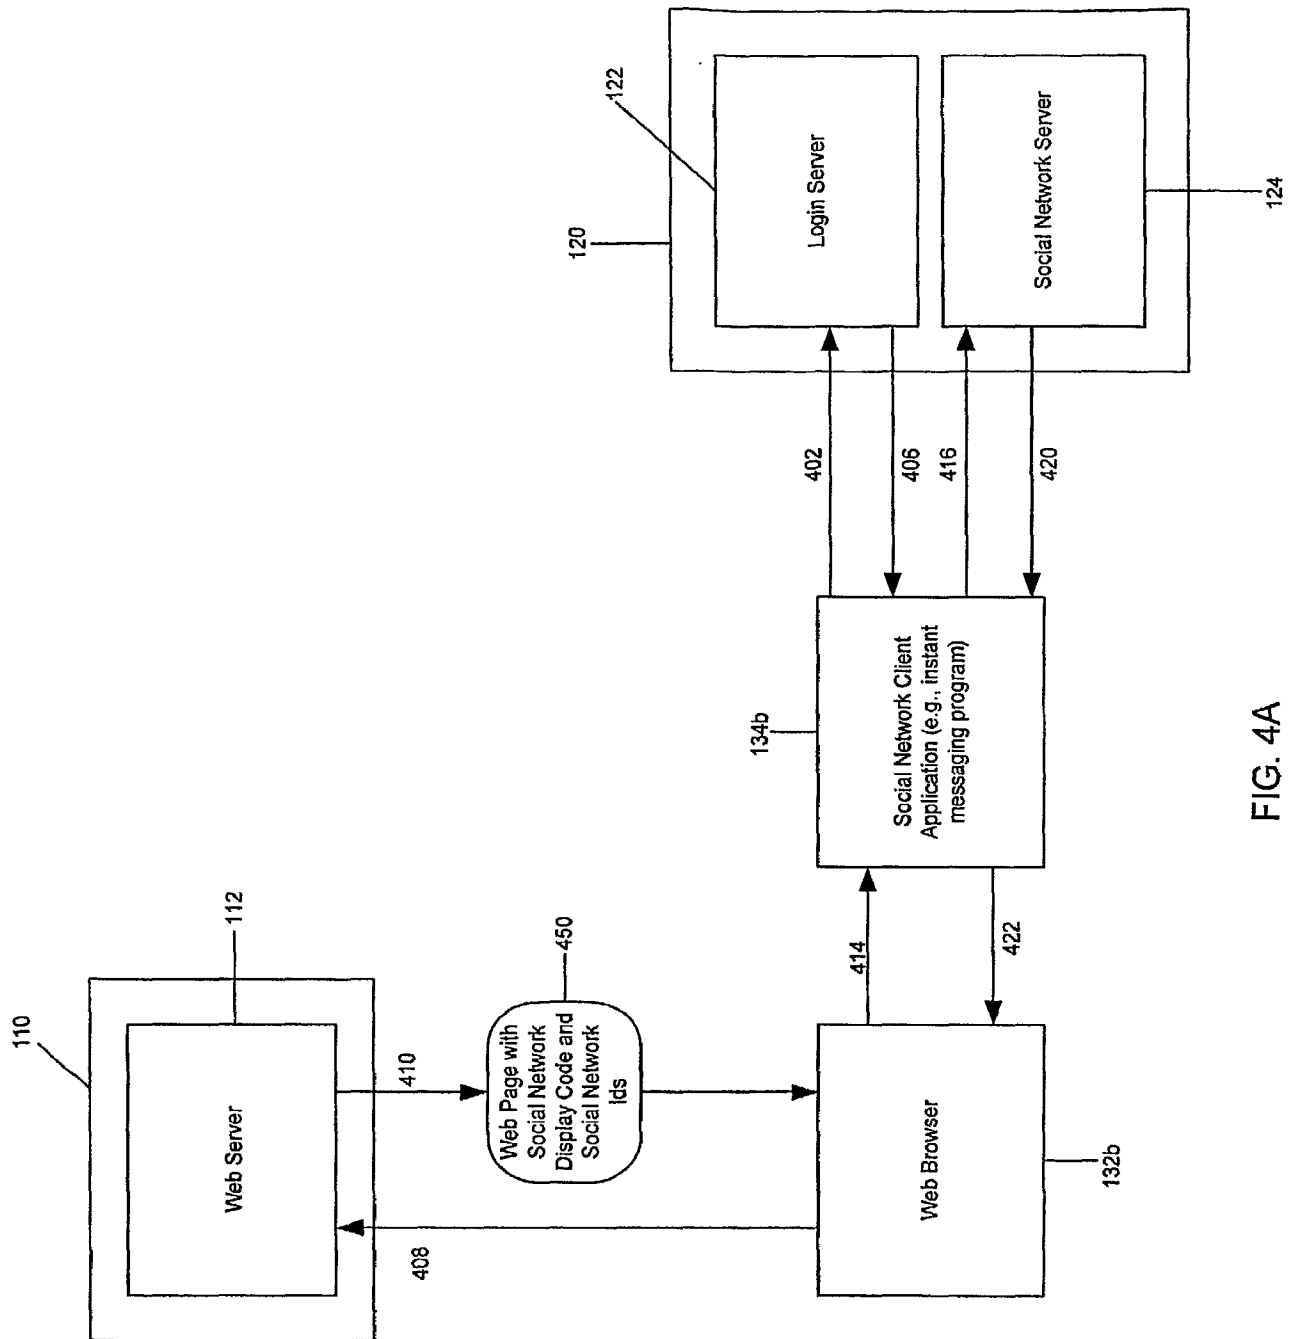 110
112
Web Server
410
408
Web Page with
Social Network
Display Code and
Social Network
ids
450
Web Browser
132b
414
422
134b
Social Network Client
Application (e.g., instant
messaging program)
402
406
416
420
120
122
Login Server
Social Network Server
124
FIG. 4A